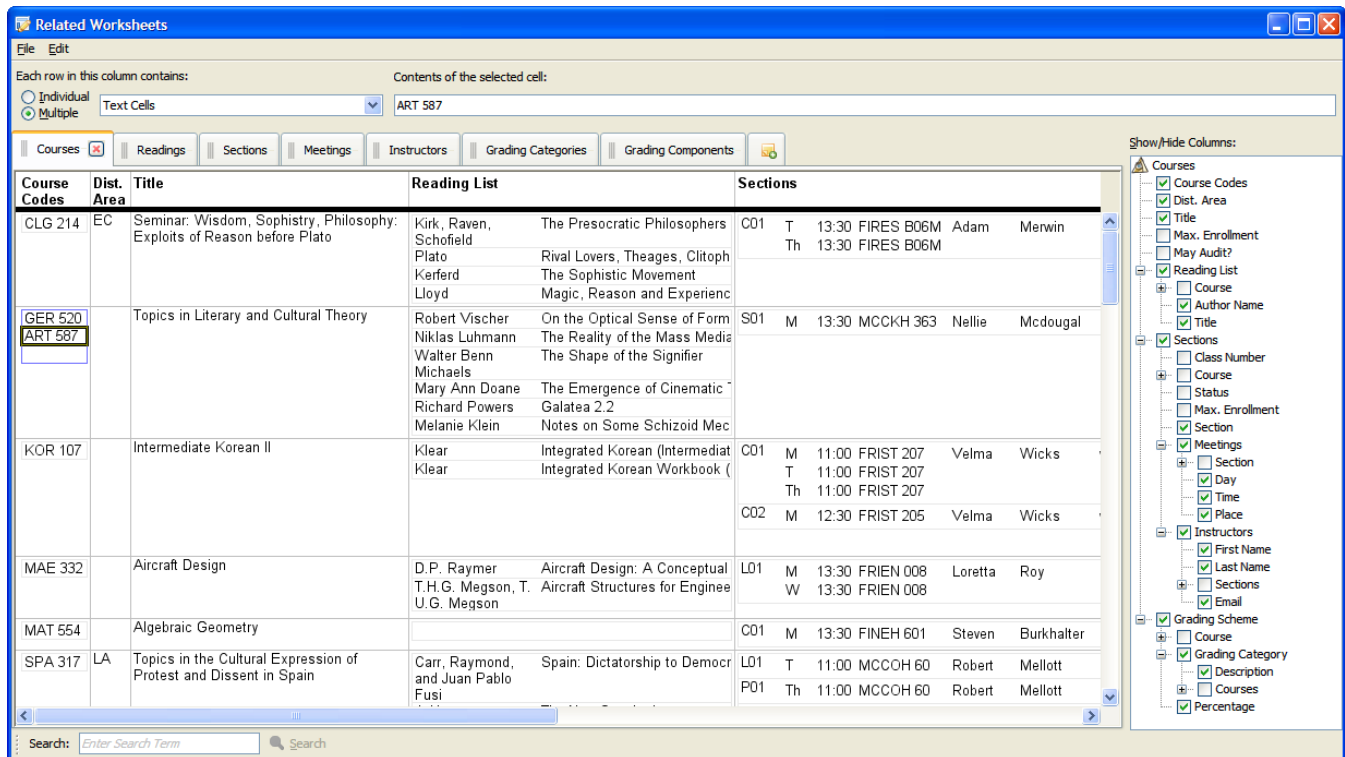 Related Worksheets
File Edit
Each row in this column contains:
Contents of the selected cell:
Individual
Multiple
Text Cells
ART 587
Courses Readings Sections Meetings Instructors Grading Categories Grading Components
Show/Hide Columns:
Course Codes Dist. Area Title Reading List Sections
CLG 214 EC Seminar: Wisdom, Sophistry, Philosophy: Exploits of Reason before Plato
Kirk, Raven, Schofield The Presocratic Philosophers
Plato Rival Lovers, Theages, Clitoph
Kerferd The Sophistic Movement
Lloyd Magic, Reason and Experienc
C01 T 13:30 FIRES B06M Adam Merwin
Th 13:30 FIRES B06M
GER 520
ART 587
Topics in Literary and Cultural Theory
Robert Vischer On the Optical Sense of Form
Niklas Luhmann The Reality of the Mass Media
Walter Benn Michaels The Shape of the Signifier
Mary Ann Doane The Emergence of Cinematic
Richard Powers Galatea 2.2
Melanie Klein Notes on Some Schizoid Mec
S01 M 13:30 MCCKH 363 Nellie Mcdougal
KOR 107 Intermediate Korean II
Klear Integrated Korean (Intermediat
Klear Integrated Korean Workbook (
C01 M 11:00 FRIST 207 Velma Wicks
T 11:00 FRIST 207
Th 11:00 FRIST 207
C02 M 12:30 FRIST 205 Velma Wicks
MAE 332 Aircraft Design
D.P. Raymer Aircraft Design: A Conceptual
T.H.G. Megson, T. U.G. Megson Aircraft Structures for Enginee
L01 M 13:30 FRIEN 008 Loretta Roy
W 13:30 FRIEN 008
MAT 554 Algebraic Geometry
C01 M 13:30 FINEH 601 Steven Burkhalter
SPA 317 LA Topics in the Cultural Expression of Protest and Dissent in Spain
Carr, Raymond, and Juan Pablo Fusi Spain: Dictatorship to Democr
L01 T 11:00 MCCOH 60 Robert Mellott
P01 Th 11:00 MCCOH 60 Robert Mellott
Courses
Course Codes
Dist. Area
Title
Max. Enrollment
May Audit?
Reading List
Course
Author Name
Title
Sections
Class Number
Course
Status
Max. Enrollment
Section
Meetings
Section
Day
Time
Place
Instructors
First Name
Last Name
Sections
Email
Grading Scheme
Course
Grading Category
Description
Courses
Percentage
Search: Enter Search Term Search